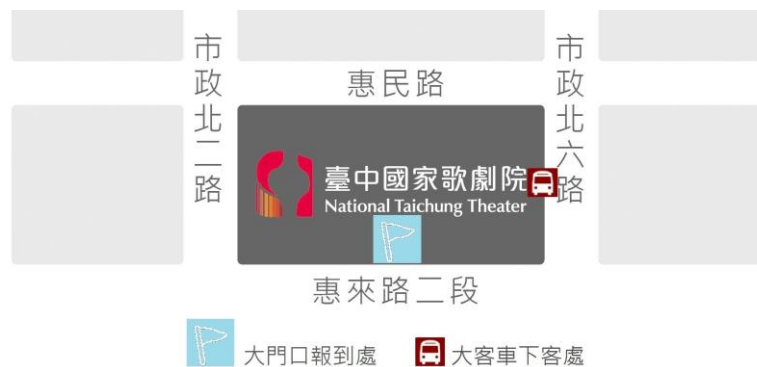 市政北二路
惠民路
市政北六路
臺中國家歌劇院
National Taichung Theater
惠來路二段
大門口報到處
大客車下客處